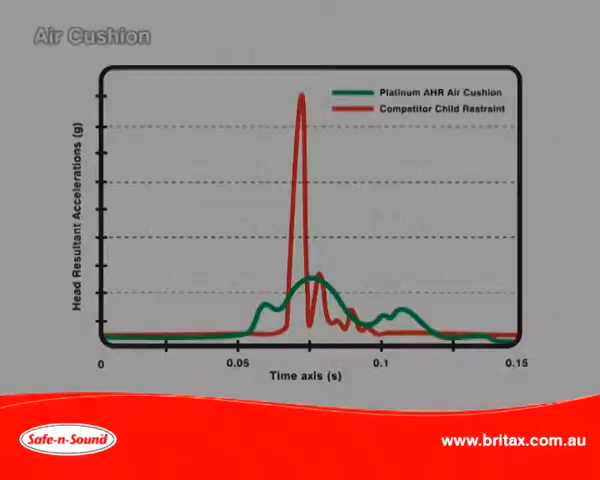 Air Cushion
Platinum AHR Air Cushion
Competitor Child Restraint
Head Resultant Accelerations (g)
0
0.05
0.1
0.15
Time axis (s)
Safe-n-Sound
www.britax.com.au